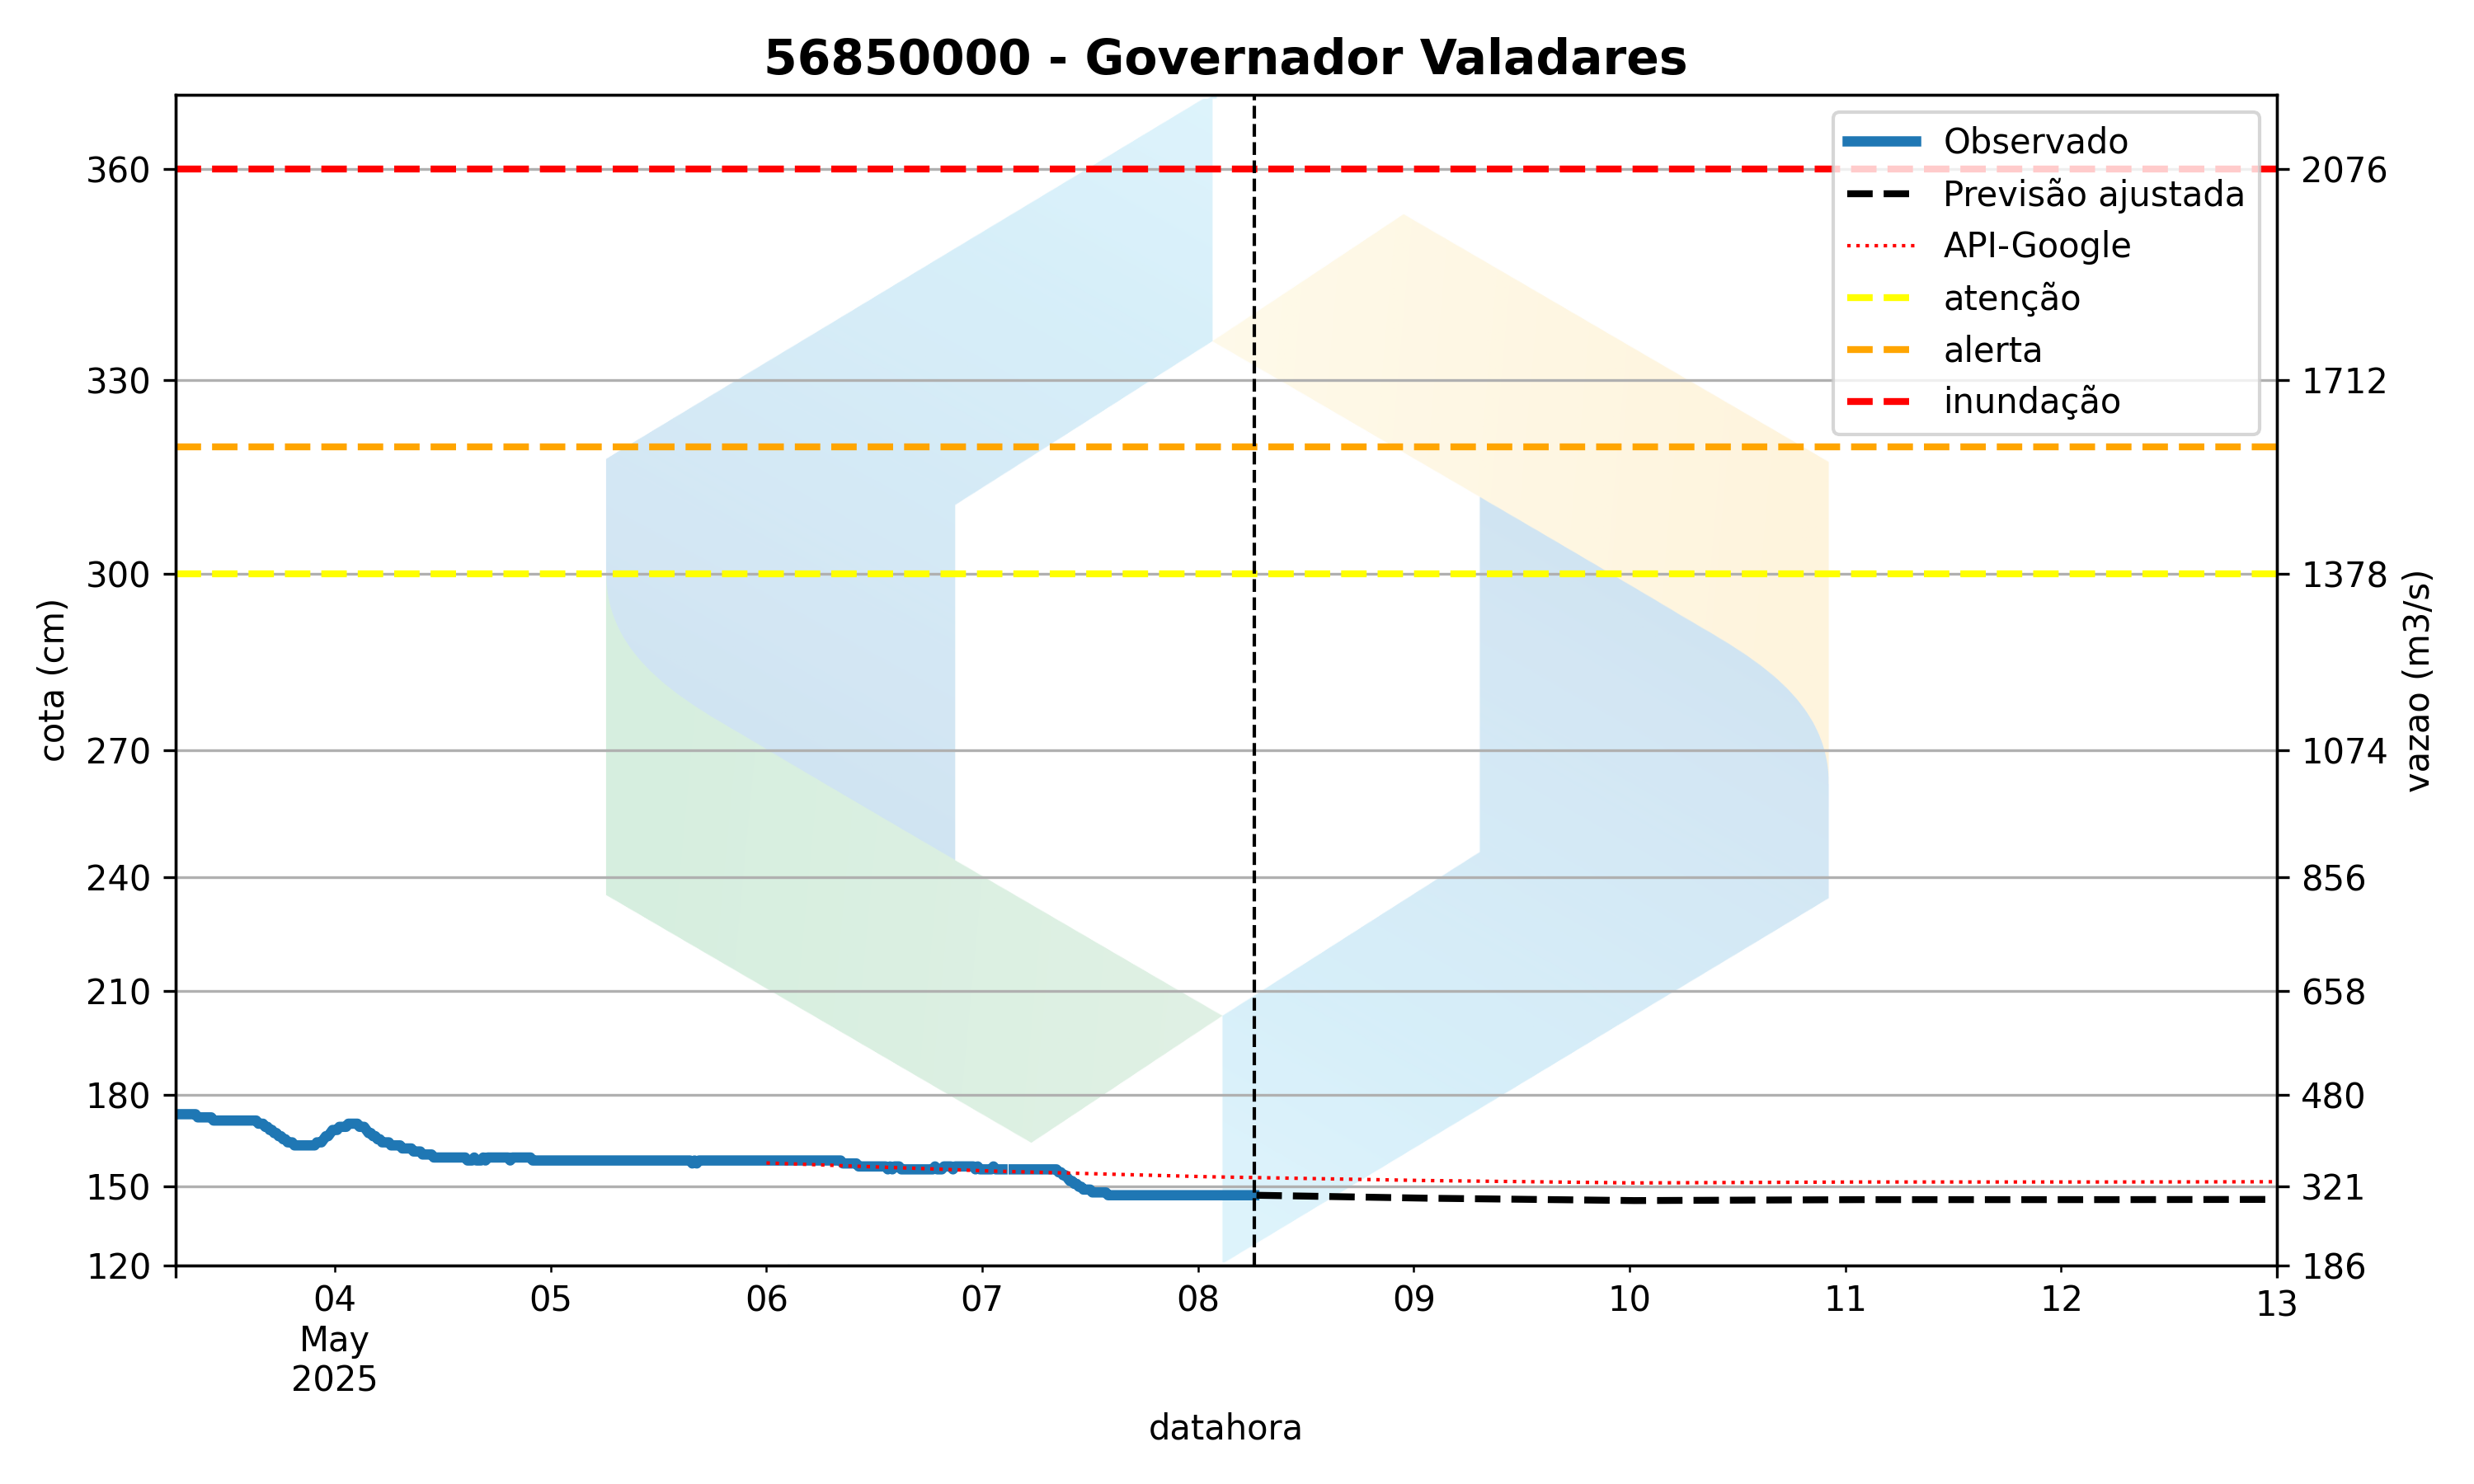 56850000 - Governador Valadares
Observado
Previsão ajustada
API-Google
atenção
alerta
inundação
360
330
300
270
240
210
180
150
120
cota (cm)
2076
1712
1378
1074
856
658
480
321
186
vazao (m3/s)
04
May
2025
05
06
07
08
09
10
11
12
13
datahora